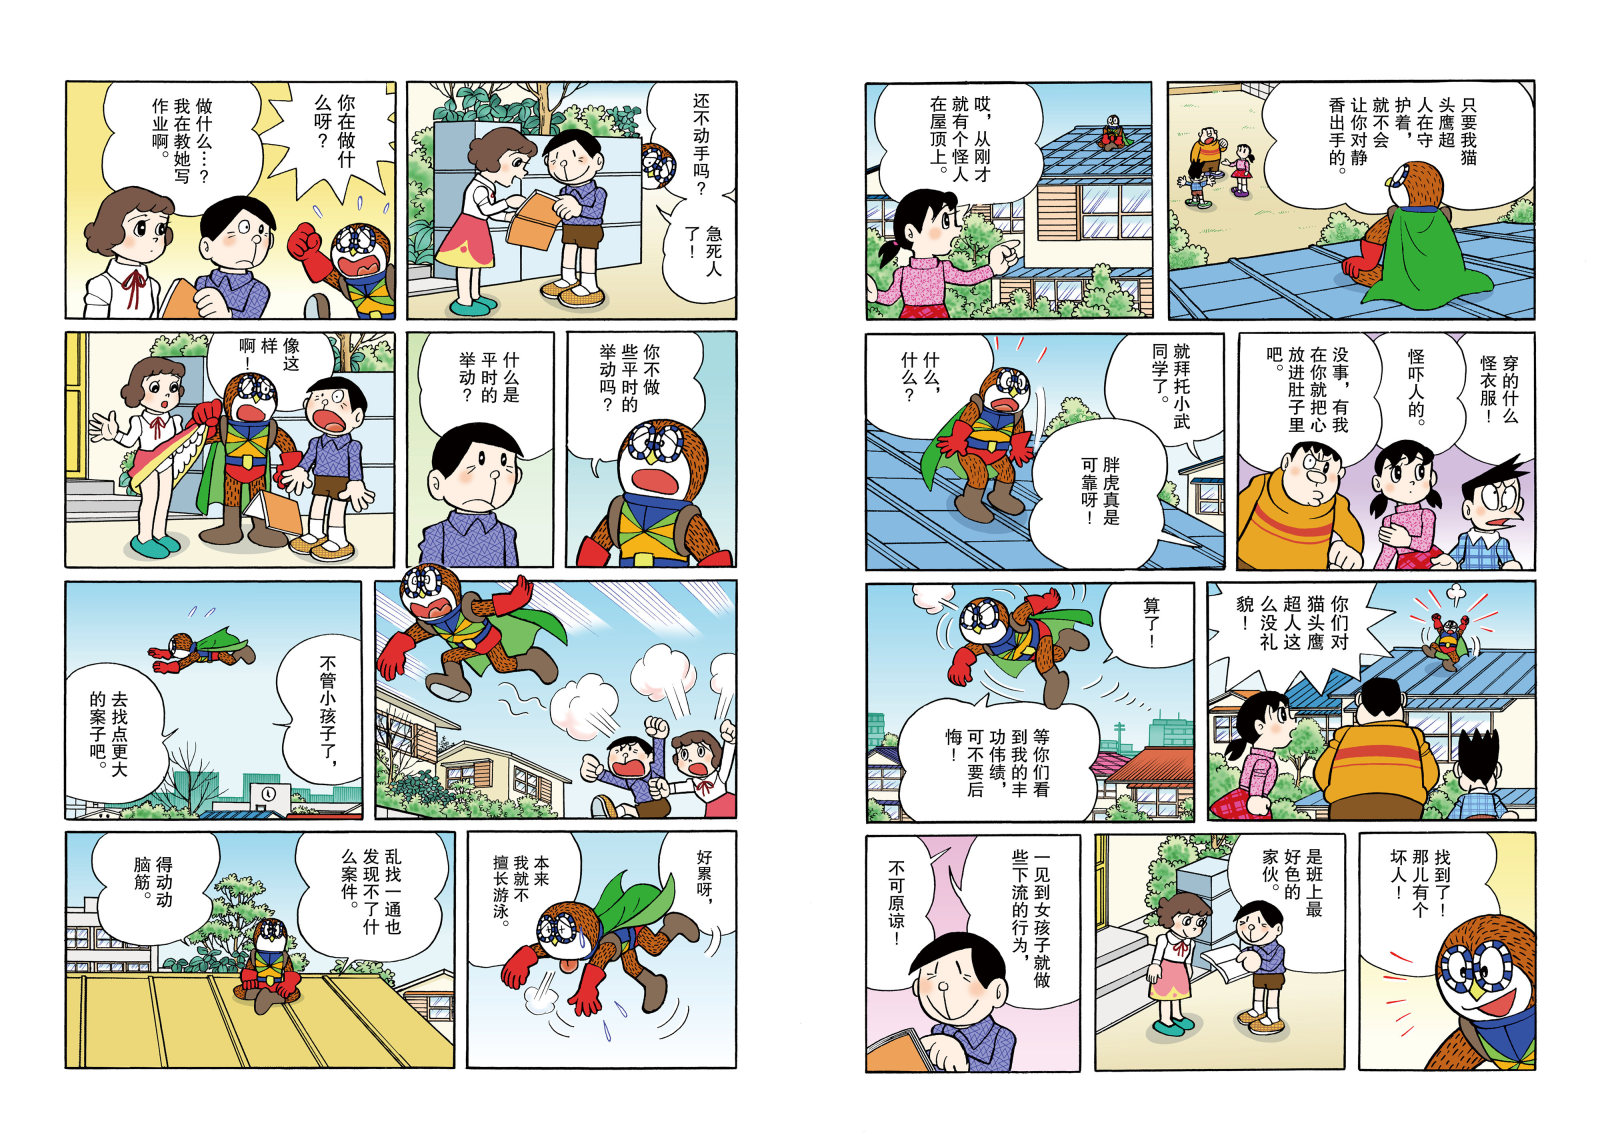 只要我猫
头鹰超
人在守
护着，
就不会
让你对静
香出手的。
哎，从刚才
就有个怪人
在屋顶上。
穿的什么
怪衣服！
怪吓人的。
没事，有我
在你就把心
放进肚子里
吧。
就拜托小武
同学了。
胖虎真是
可靠呀！
什么，
什么？
你们对
猫头鹰
超人这
么没礼
貌！
算了！
等你们看
到我的丰
功伟绩，
可不要后
悔！
找到了！
那儿有个
坏人！
是班上最
好色的
家伙。
一见到女孩子就做
些下流的行为，
不可原谅！
还不动手吗？
急死人
了！
你在做什
么呀？
做什么…？
我在教她写
作业啊。
你不做
些平时的
举动吗？
什么是
平时的
举动？
像这
样
啊！
不管小孩子了，
去找点更大
的案子吧。
好累呀，
本来
我就不
擅长游泳。
乱找一通也
发现不了什
么案件。
得动动
脑筋。